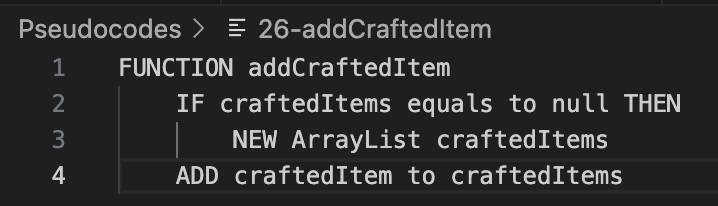 Pseudocodes > 26-addCraftedItem
1 FUNCTION addCraftedItem
2 IF craftedItems equals to null THEN
3 NEW ArrayList craftedItems
4 ADD craftedItem to craftedItems